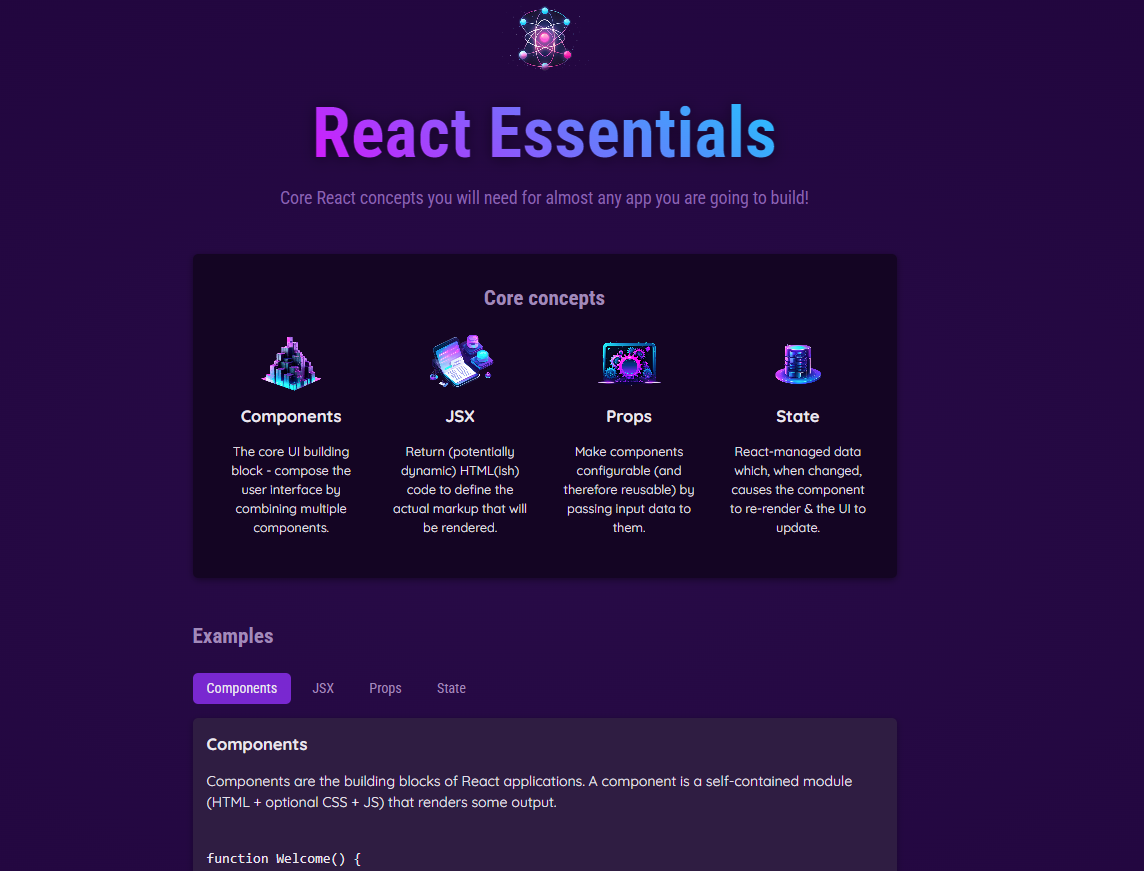 React Essentials
Core React concepts you will need for almost any app you are going to build!
Core concepts
Components
The core UI building
block - compose the
user interface by
combining multiple
components.
JSX
Return (potentially
dynamic) HTML(ish)
code to define the
actual markup that will
be rendered.
Props
Make components
configurable (and
therefore reusable) by
passing input data to
them.
State
React-managed data
which, when changed,
causes the component
to re-render & the UI to
update.
Examples
Components JSX Props State
Components
Components are the building blocks of React applications. A component is a self-contained module
(HTML + optional CSS + JS) that renders some output.
function Welcome() {